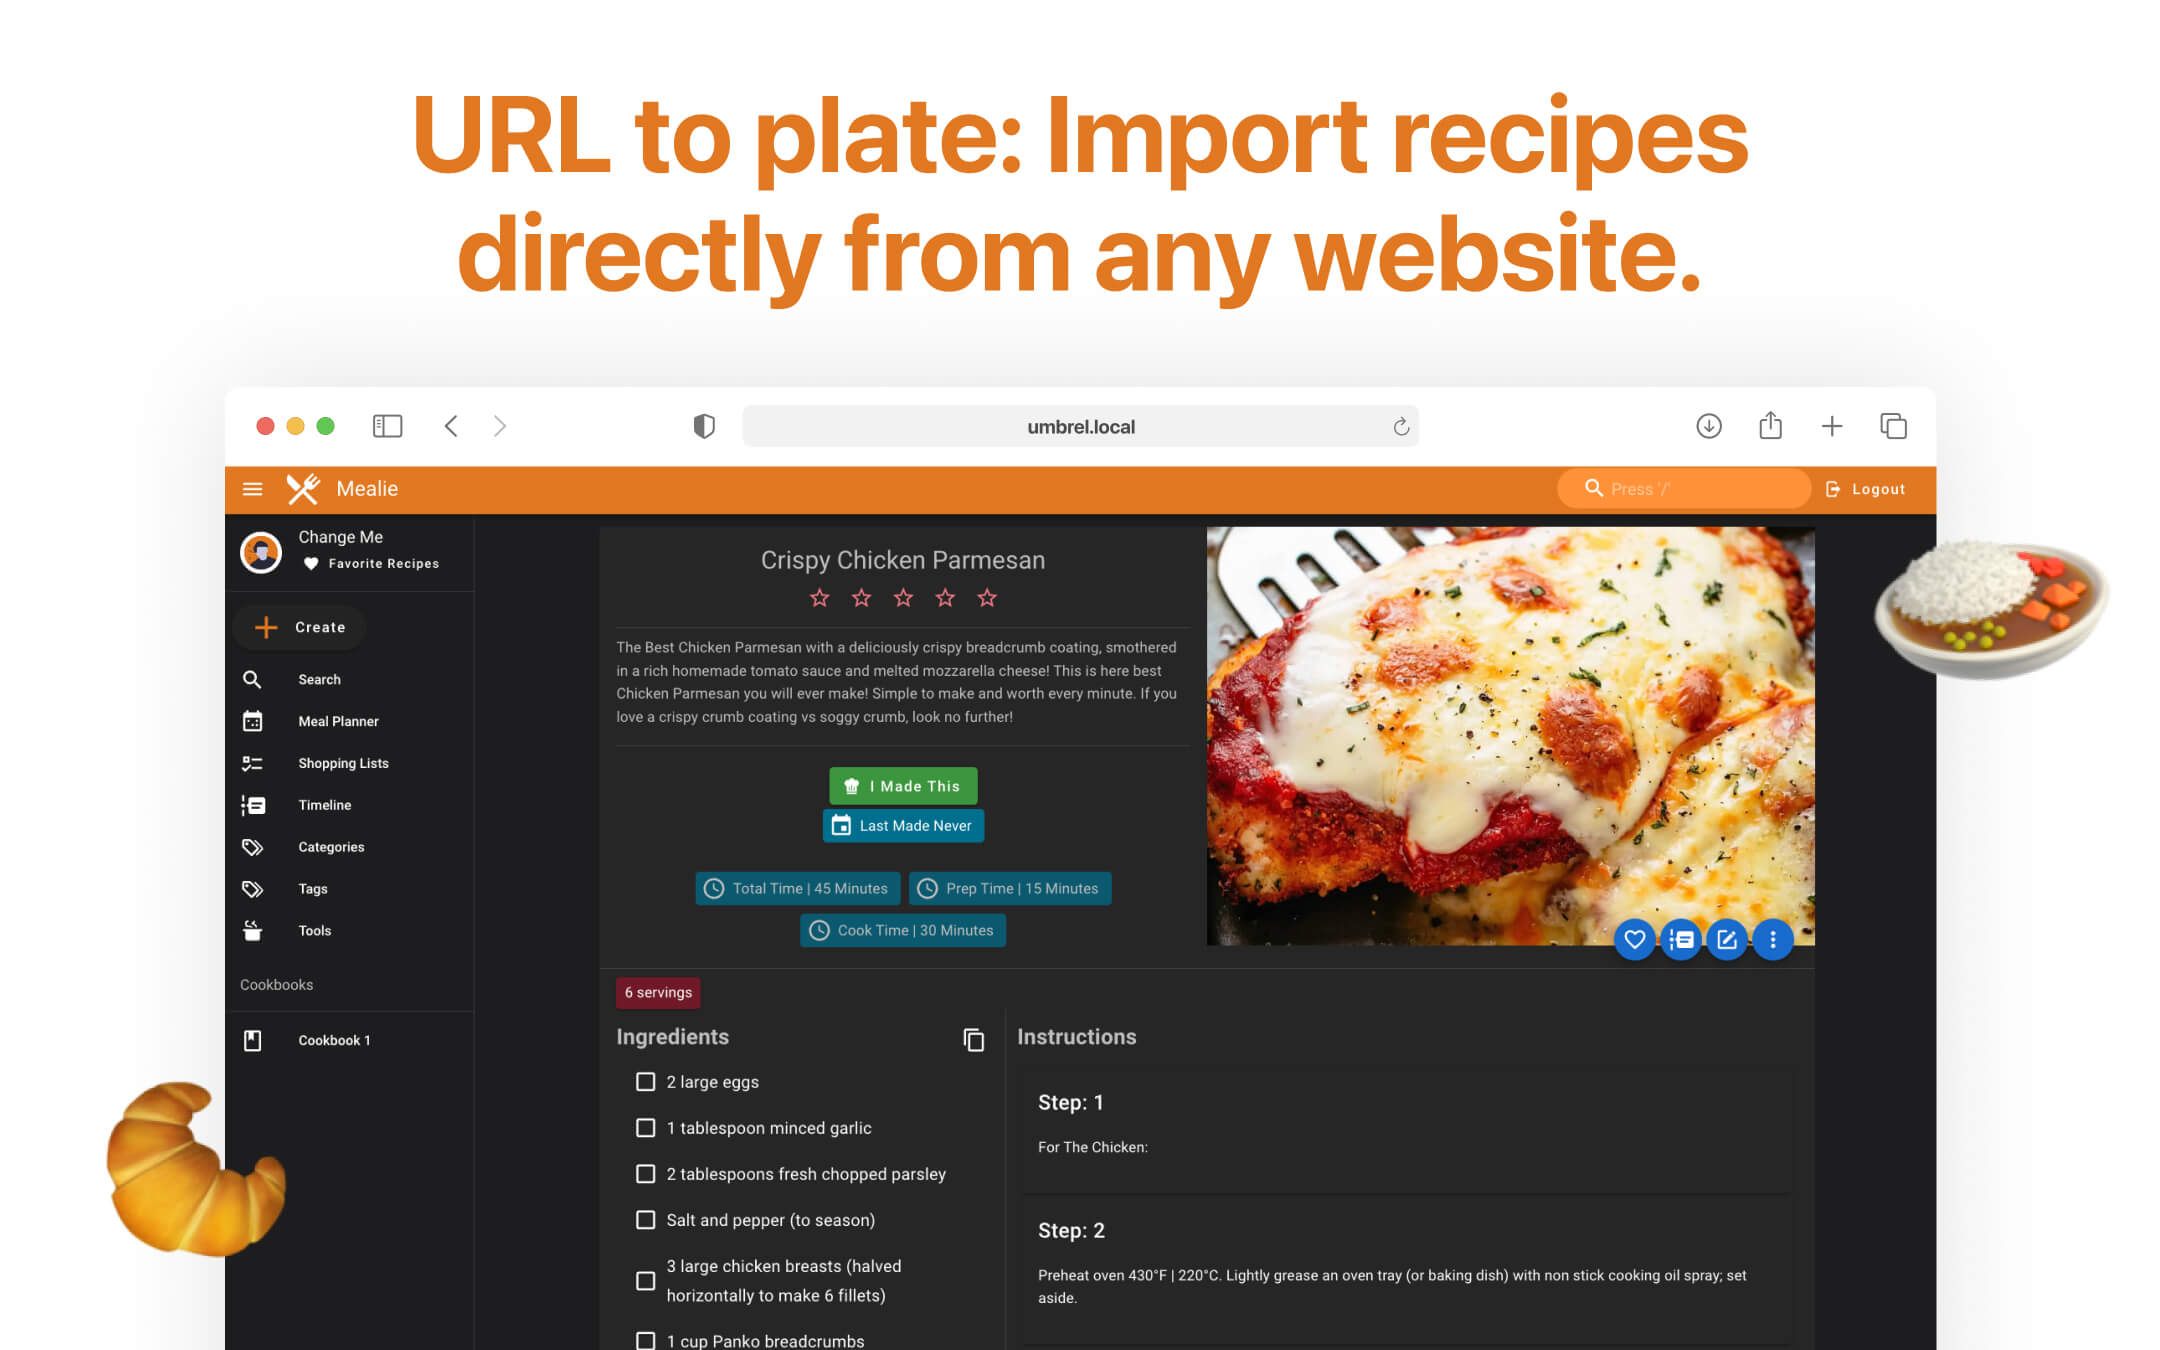 URL to plate: Import recipes
directly from any website.
umbrel.local
Mealie
Press '/'
Logout
Change Me
Favorite Recipes
Create
Search
Meal Planner
Shopping Lists
Timeline
Categories
Tags
Tools
Cookbooks
Cookbook 1
Crispy Chicken Parmesan
The Best Chicken Parmesan with a deliciously crispy breadcrumb coating, smothered
in a rich homemade tomato sauce and melted mozzarella cheese! This is here best
Chicken Parmesan you will ever make! Simple to make and worth every minute. If you
love a crispy crumb coating vs soggy crumb, look no further!
I Made This
Last Made Never
Total Time | 45 Minutes
Prep Time | 15 Minutes
Cook Time | 30 Minutes
6 servings
Ingredients
2 large eggs
1 tablespoon minced garlic
2 tablespoons fresh chopped parsley
Salt and pepper (to season)
3 large chicken breasts (halved
horizontally to make 6 fillets)
1 cup Panko breadcrumbs
Instructions
Step: 1
For The Chicken:
Step: 2
Preheat oven 430°F | 220°C. Lightly grease an oven tray (or baking dish) with non stick cooking oil spray; set
aside.